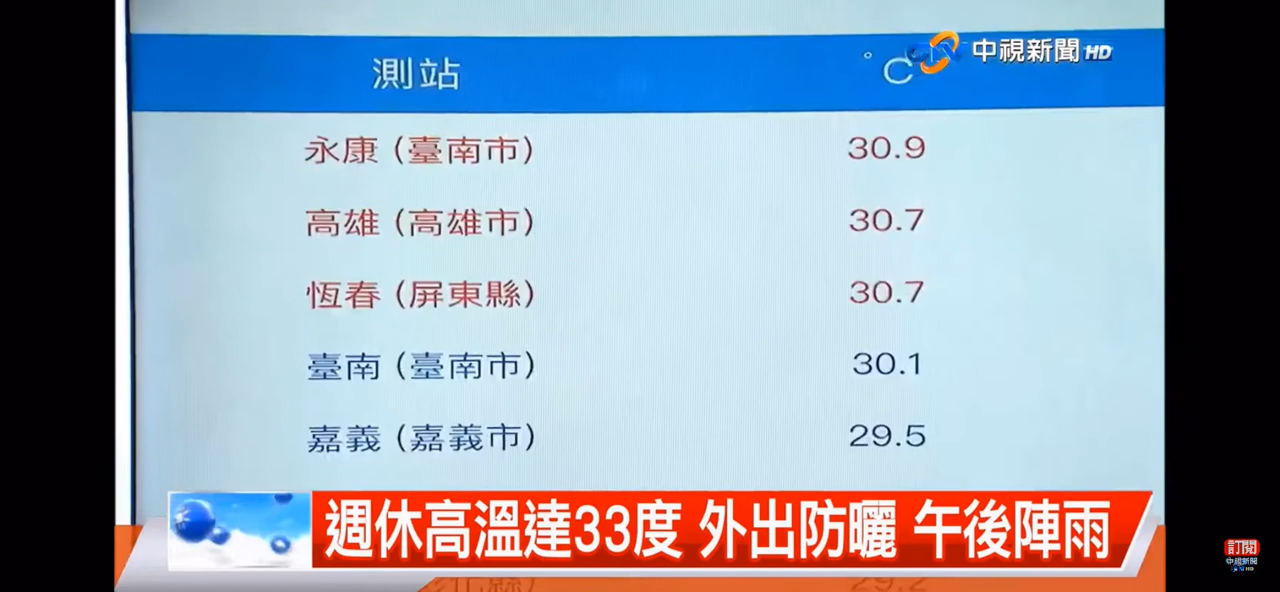 測站 °C
中視新聞HD
永康 (臺南市) 30.9
高雄 (高雄市) 30.7
恆春 (屏東縣) 30.7
臺南 (臺南市) 30.1
嘉義 (嘉義市) 29.5
週休高溫達33度 外出防曬 午後陣雨
29.2
訂閱
中視新聞